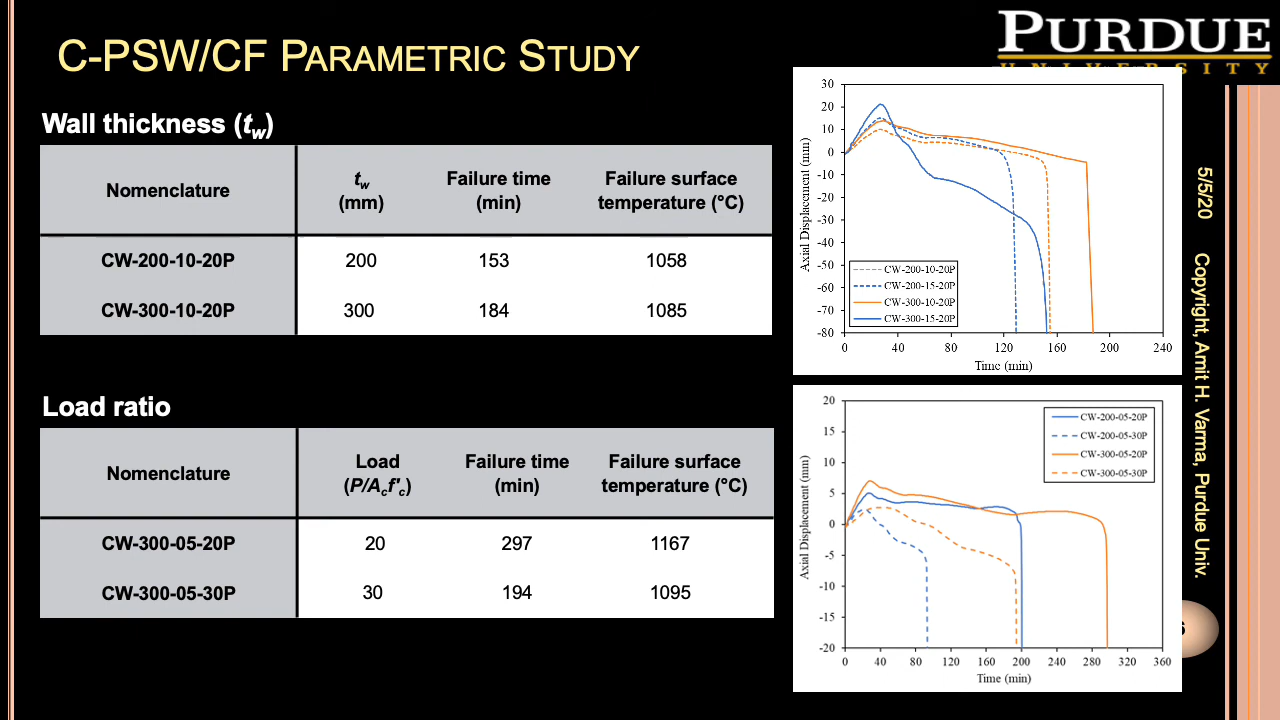 C-PSW/CF PARAMETRIC STUDY
PURDUE
UNIVERSITY
Wall thickness (tw)
Nomenclature
tw
(mm)
Failure time
(min)
Failure surface
temperature (°C)
CW-200-10-20P 200 153 1058
CW-300-10-20P 300 184 1085
Load ratio
Nomenclature
Load
(P/Acf'c)
Failure time
(min)
Failure surface
temperature (°C)
CW-300-05-20P 20 297 1167
CW-300-05-30P 30 194 1095
Axial Displacement (mm)
30
20
10
0
-10
-20
-30
-40
-50
-60
-70
-80
CW-200-10-20P
CW-200-15-20P
CW-300-10-20P
CW-300-15-20P
0 40 80 120 160 200 240
Time (min)
Axial Displacement (mm)
20
15
10
5
0
-5
-10
-15
-20
CW-200-05-20P
CW-200-05-30P
CW-300-05-20P
CW-300-05-30P
0 40 80 120 160 200 240 280 320 360
Time (min)
5/5/20
Copyright, Amit H. Varma, Purdue Univ.